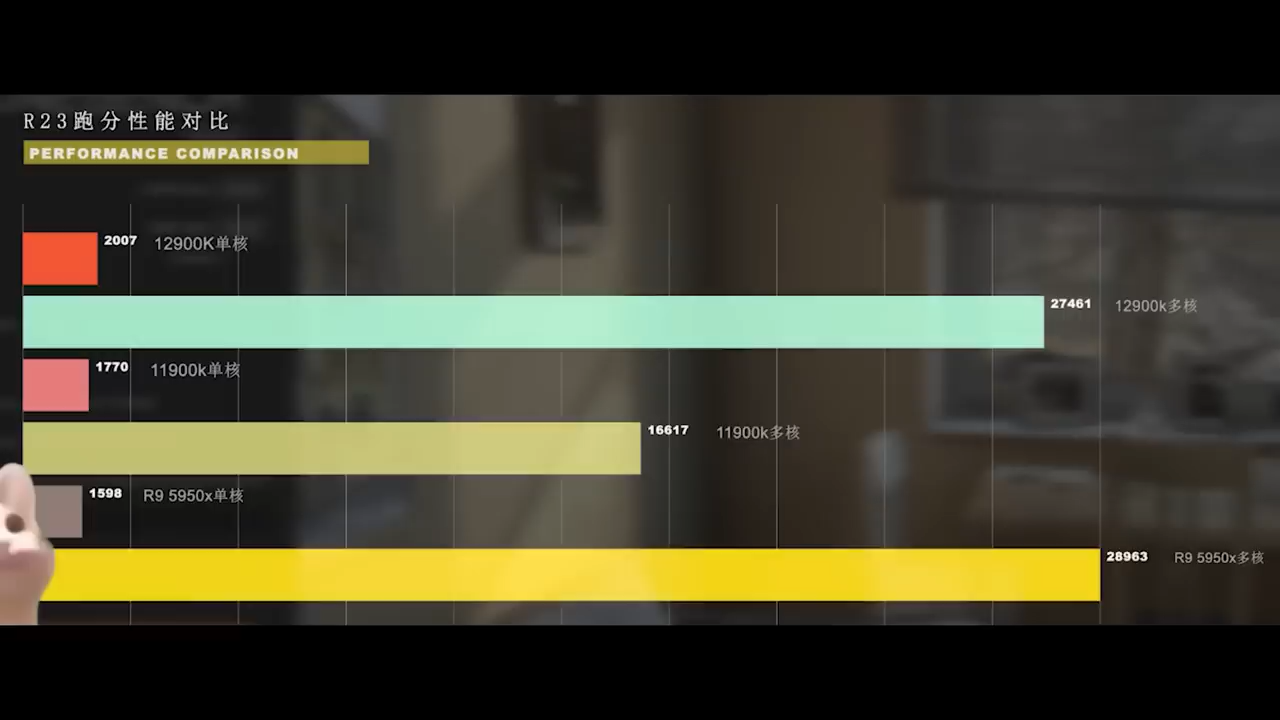 R23跑分性能对比
PERFORMANCE COMPARISON
2007 12900K单核
27461 12900k多核
1770 11900k单核
16617 11900k多核
1598 R9 5950x单核
28963 R9 5950x多核